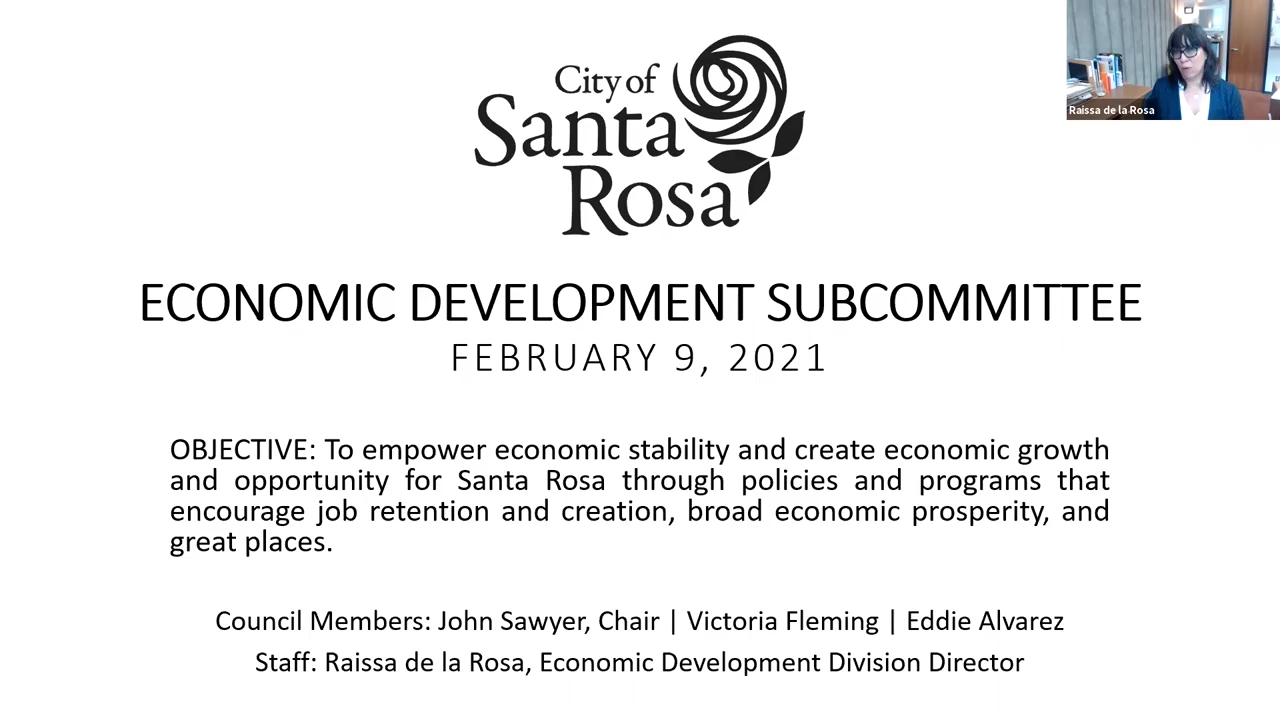 City of
Santa
Rosa
Raissa de la Rosa
ECONOMIC DEVELOPMENT SUBCOMMITTEE
FEBRUARY 9, 2021
OBJECTIVE: To empower economic stability and create economic growth
and opportunity for Santa Rosa through policies and programs that
encourage job retention and creation, broad economic prosperity, and
great places.
Council Members: John Sawyer, Chair | Victoria Fleming | Eddie Alvarez
Staff: Raissa de la Rosa, Economic Development Division Director